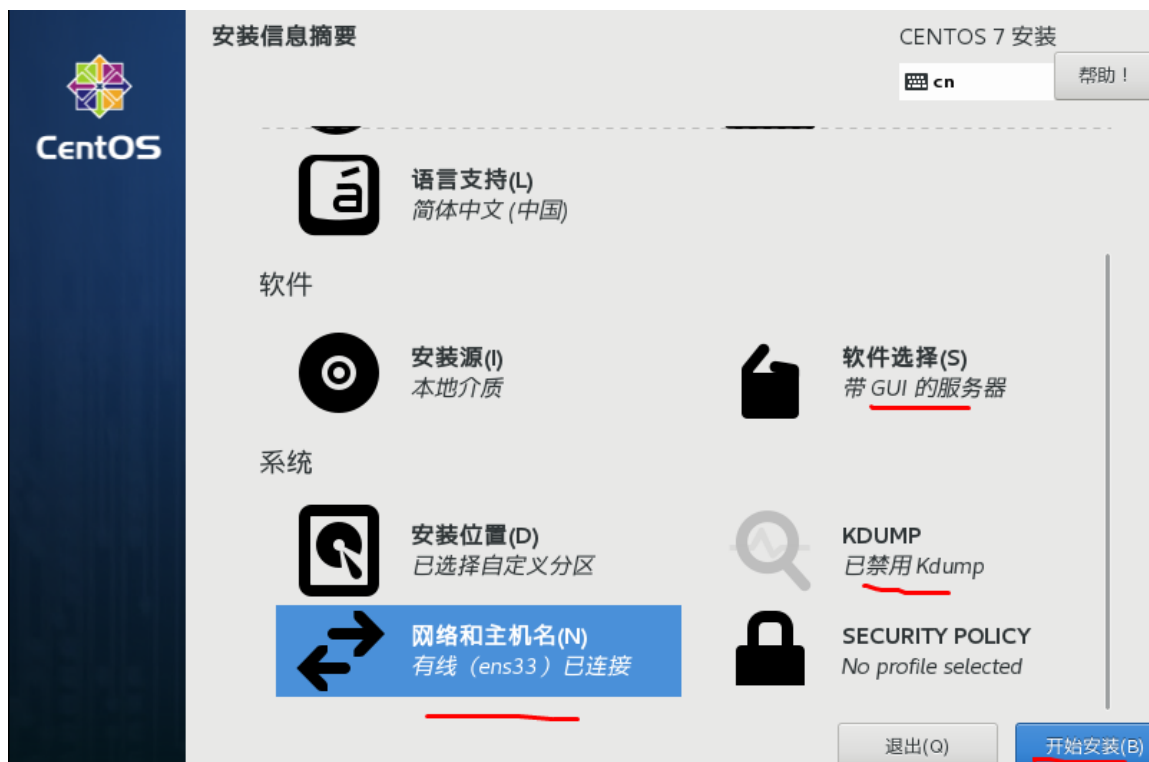 安装信息摘要
CENTOS 7 安装
cn
帮助！
CentOS
á
语言支持(L)
简体中文 (中国)
软件
安装源(I)
本地介质
软件选择(S)
带 GUI 的服务器
系统
安装位置(D)
已选择自定义分区
KDUMP
已禁用 Kdump
网络和主机名(N)
有线（ens33）已连接
SECURITY POLICY
No profile selected
退出(Q)
开始安装(B)